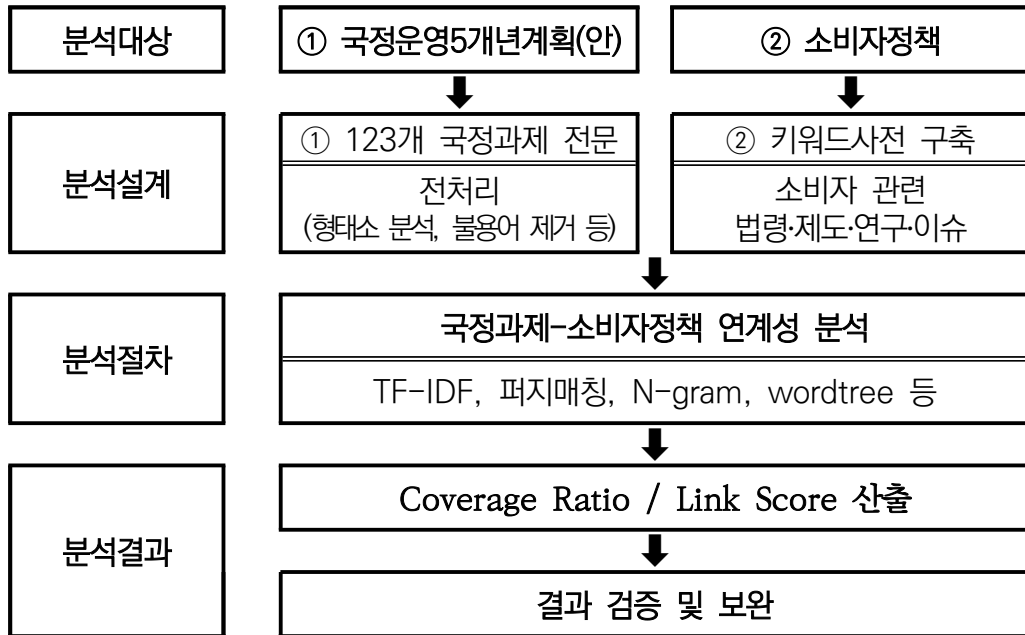 분석대상
① 국정운영5개년계획(안)
② 소비자정책
분석설계
① 123개 국정과제 전문
전처리
(형태소 분석, 불용어 제거 등)
② 키워드사전 구축
소비자 관련
법령·제도·연구·이슈
분석절차
국정과제-소비자정책 연계성 분석
TF-IDF, 퍼지매칭, N-gram, wordtree 등
분석결과
Coverage Ratio / Link Score 산출
결과 검증 및 보완